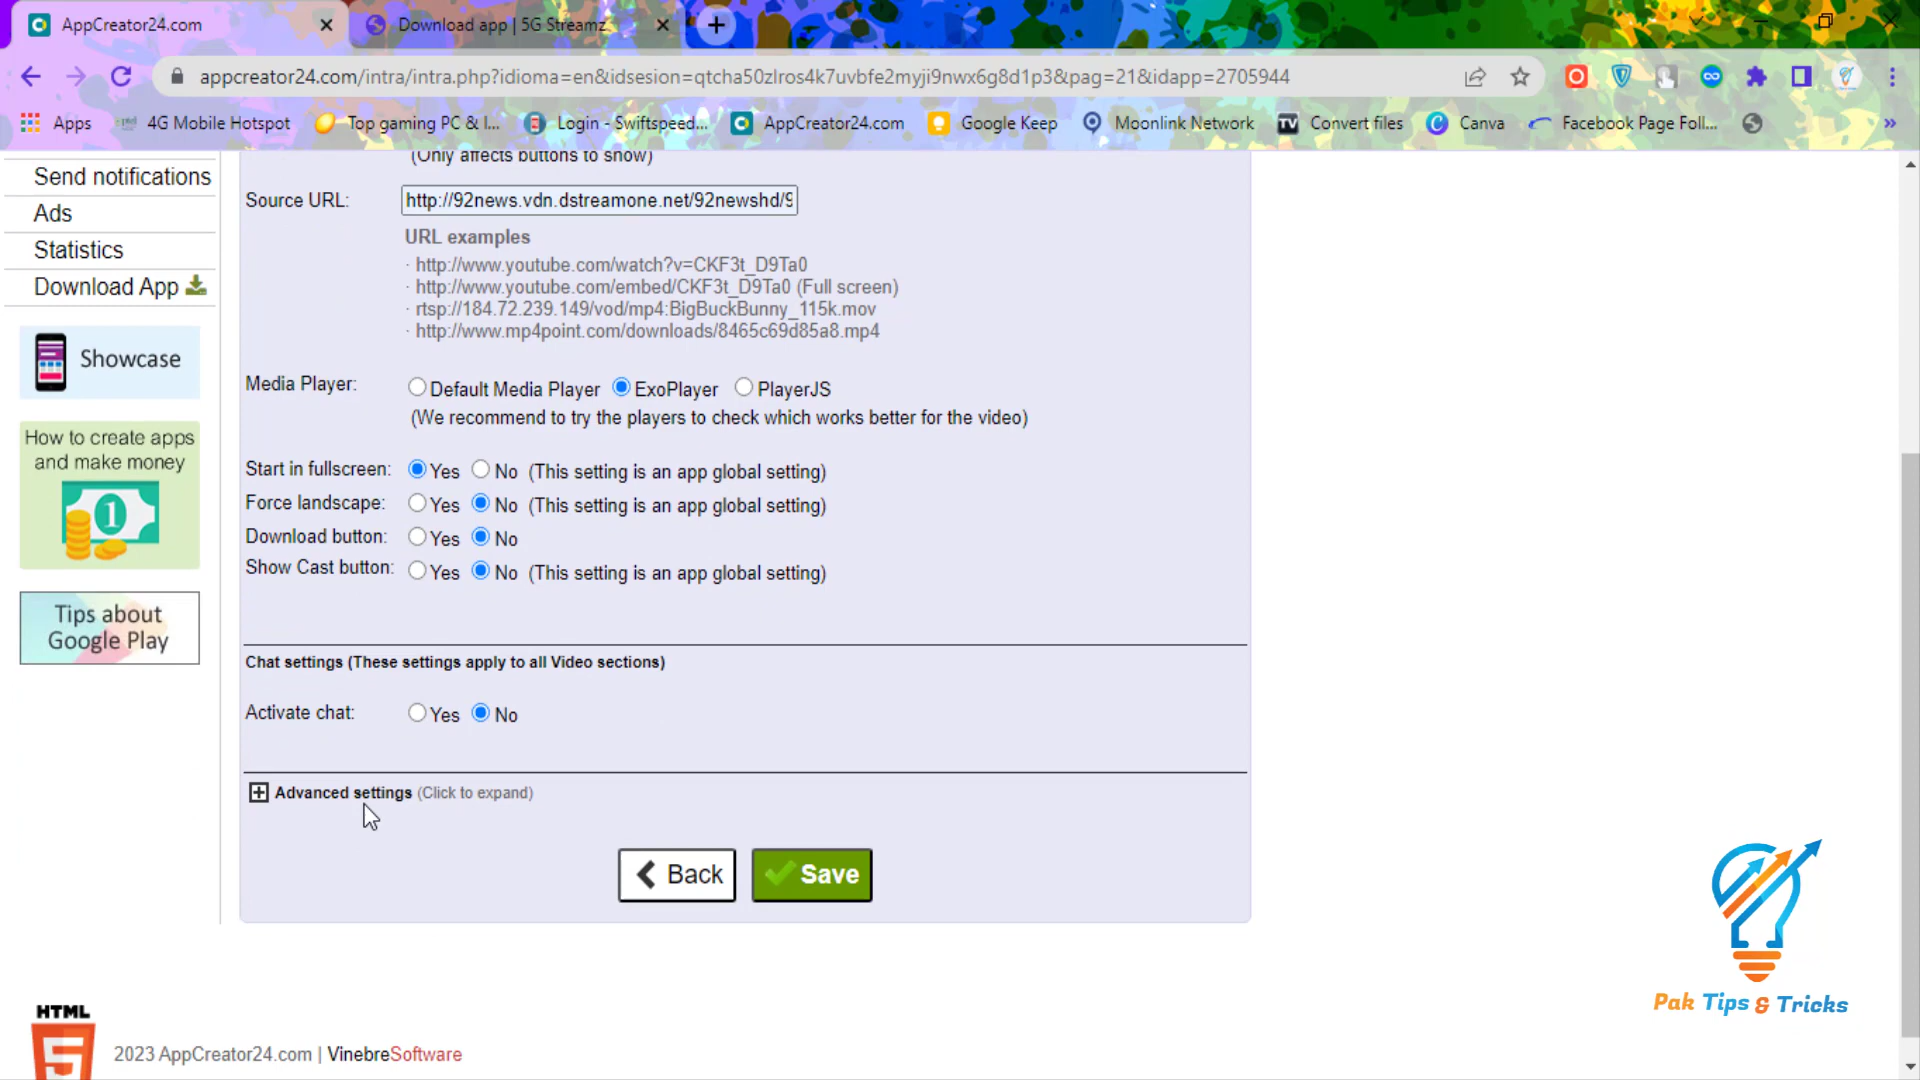 AppCreator24.com
Download app | 5G Streamz
appcreator24.com/intra/intra.php?idioma=en&idsesion=qtcha50zlros4k7uvbfe2myji9nwx6g8d1p3&pag=21&idapp=2705944
Apps
4G Mobile Hotspot
Top gaming PC & l...
Login - Swiftspeed...
AppCreator24.com
Google Keep
Moonlink Network
Convert files
Canva
Facebook Page Foll...
»
Send notifications
Ads
Statistics
Download App
Showcase
How to create apps
and make money
1
Tips about
Google Play
(Only affects buttons to show)
Source URL: http://92news.vdn.dstreamone.net/92newshd/9
URL examples
· http://www.youtube.com/watch?v=CKF3t_D9Ta0
· http://www.youtube.com/embed/CKF3t_D9Ta0 (Full screen)
· rtsp://184.72.239.149/vod/mp4:BigBuckBunny_115k.mov
· http://www.mp4point.com/downloads/8465c69d85a8.mp4
Media Player: Default Media Player ExoPlayer PlayerJS
(We recommend to try the players to check which works better for the video)
Start in fullscreen: Yes No (This setting is an app global setting)
Force landscape: Yes No (This setting is an app global setting)
Download button: Yes No
Show Cast button: Yes No (This setting is an app global setting)
Chat settings (These settings apply to all Video sections)
Activate chat: Yes No
Advanced settings (Click to expand)
Back
Save
Pak Tips & Tricks
HTML
5
2023 AppCreator24.com | VinebreSoftware